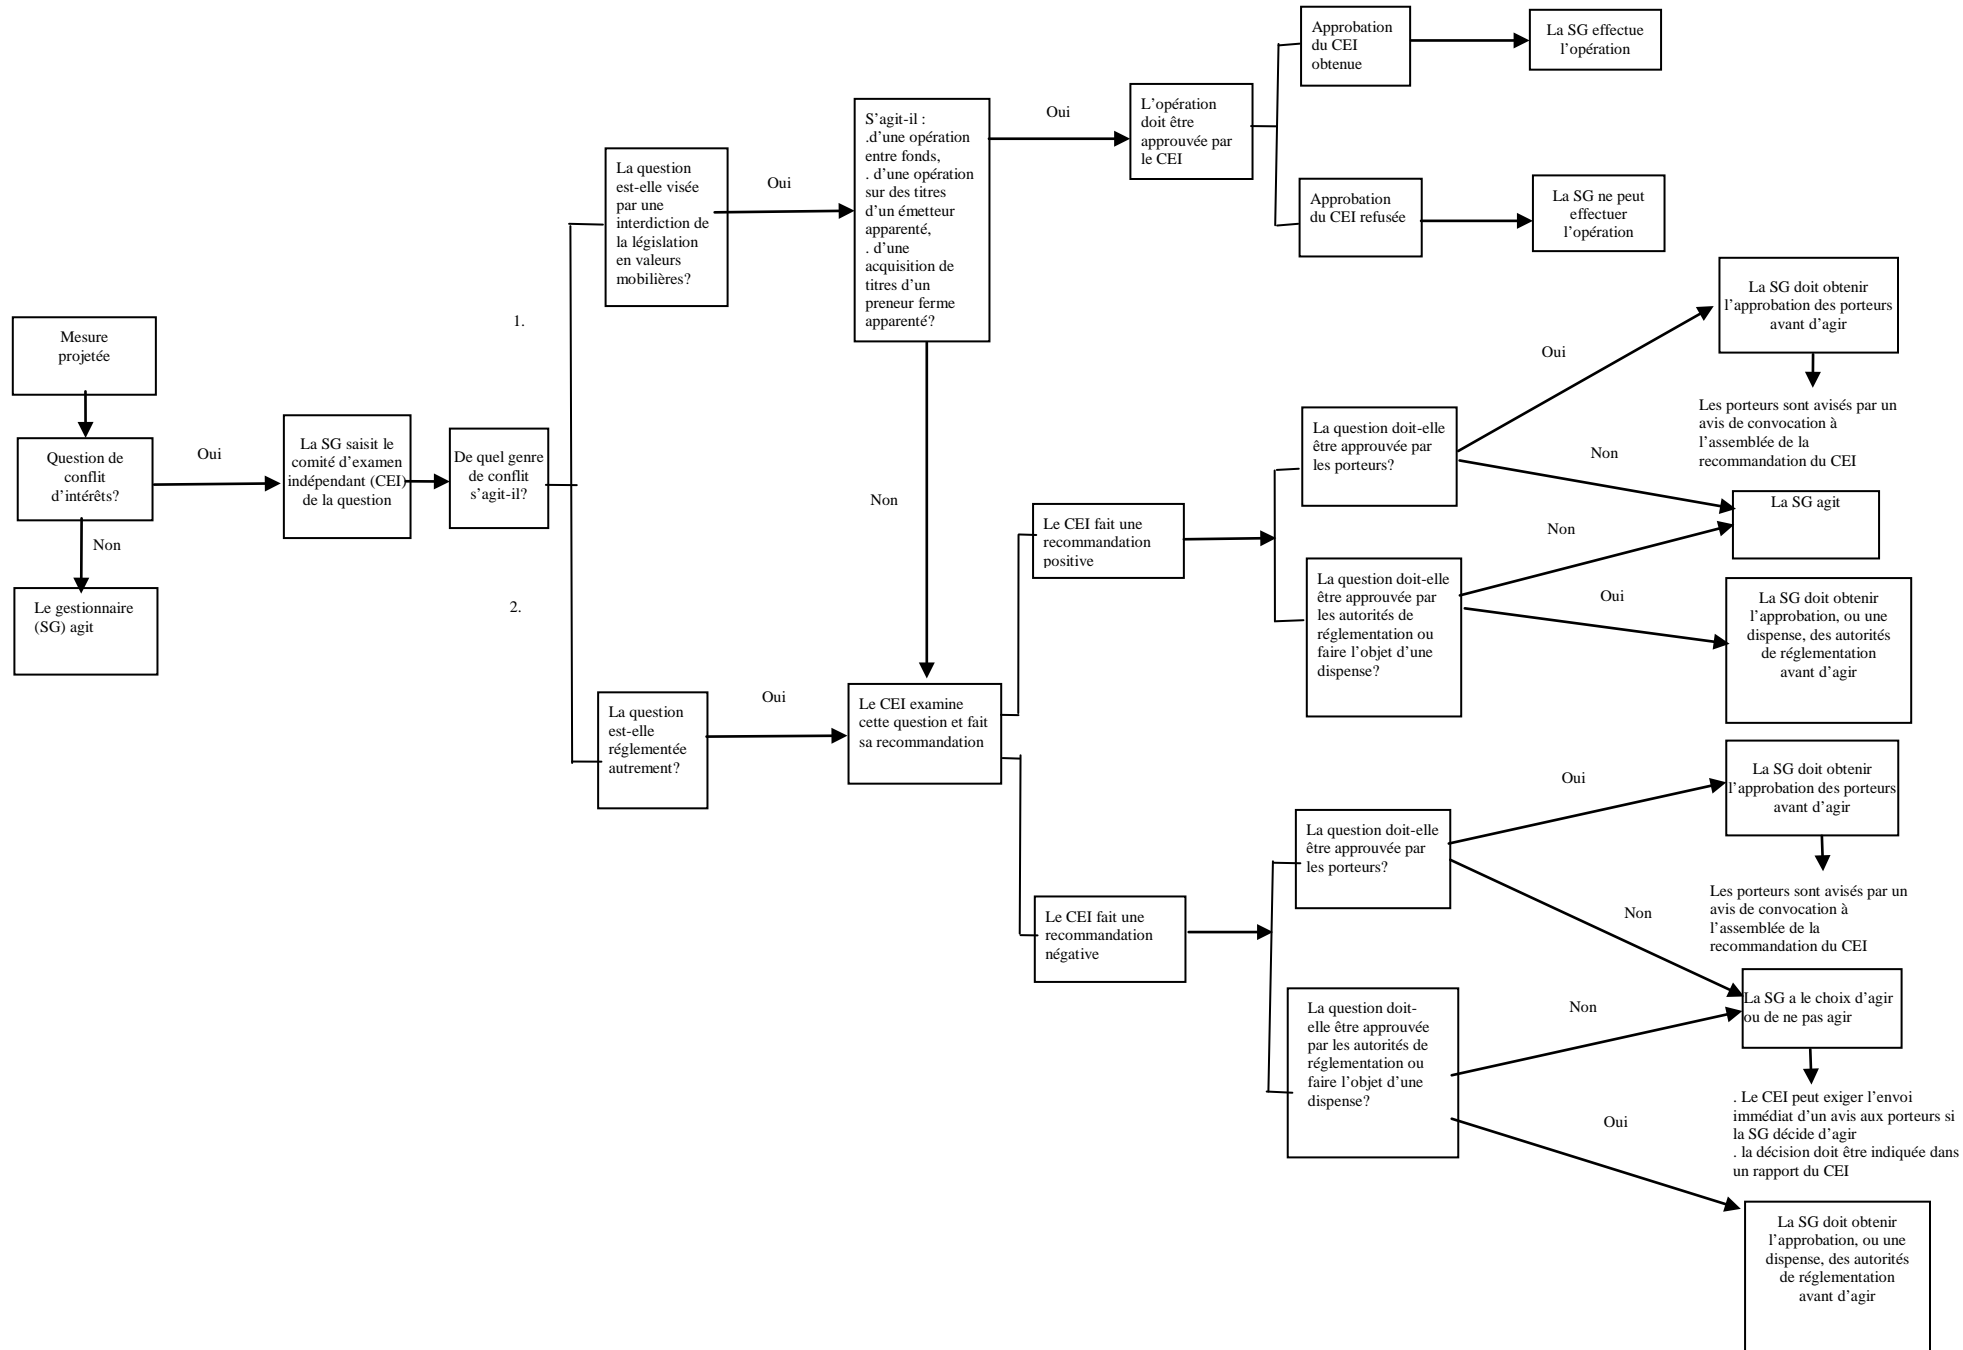 Mesure
projetée
Question de
conflit
d’intérêts?
Oui
Non
Le gestionnaire
(SG) agit
La SG saisit le
comité d’examen
indépendant (CEI)
de la question
De quel genre
de conflit
s’agit-il?
1.
La question
est-elle visée
par une
interdiction de
la législation
en valeurs
mobilières?
Oui
S’agit-il :
.d’une opération
entre fonds,
. d’une opération
sur des titres
d’un émetteur
apparenté,
. d’une
acquisition de
titres d’un
preneur ferme
apparenté?
Oui
L’opération
doit être
approuvée par
le CEI
Approbation
du CEI
obtenue
La SG effectue
l’opération
Approbation
du CEI refusée
La SG ne peut
effectuer
l’opération
Non
2.
La question
est-elle
réglementée
autrement?
Oui
Le CEI examine
cette question et fait
sa recommandation
Le CEI fait une
recommandation
positive
La question doit-elle
être approuvée par
les porteurs?
Oui
La SG doit obtenir
l’approbation des porteurs
avant d’agir
Les porteurs sont avisés par un
avis de convocation à
l’assemblée de la
recommandation du CEI
Non
La SG agit
Non
La question doit-elle
être approuvée par
les autorités de
réglementation ou
faire l’objet d’une
dispense?
Oui
La SG doit obtenir
l’approbation, ou une
dispense, des autorités
de réglementation
avant d’agir
Le CEI fait une
recommandation
négative
La question doit-elle
être approuvée par
les porteurs?
Oui
La SG doit obtenir
l’approbation des porteurs
avant d’agir
Les porteurs sont avisés par un
avis de convocation à
l’assemblée de la
recommandation du CEI
Non
La SG a le choix d’agir
ou de ne pas agir
. Le CEI peut exiger l’envoi
immédiat d’un avis aux porteurs si
la SG décide d’agir
. la décision doit être indiquée dans
un rapport du CEI
La question doit-
elle être approuvée
par les autorités de
réglementation ou
faire l’objet d’une
dispense?
Non
Oui
La SG doit obtenir
l’approbation, ou une
dispense, des autorités
de réglementation
avant d’agir